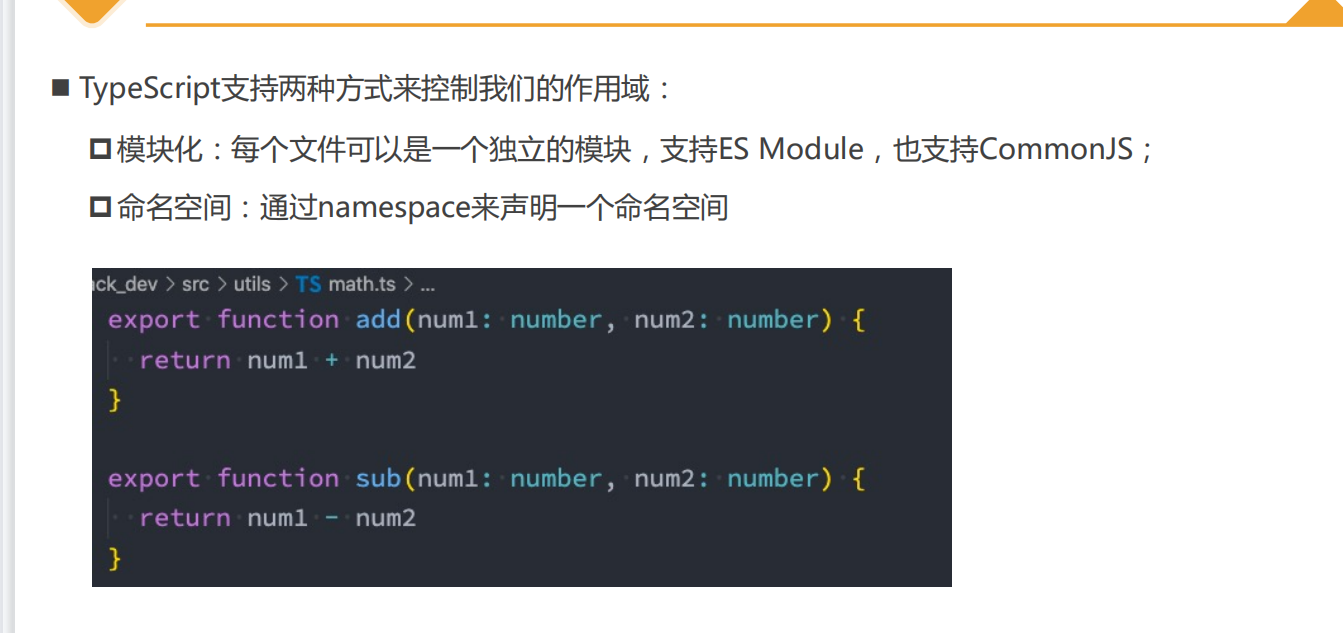 ■ TypeScript支持两种方式来控制我们的作用域：
模块化：每个文件可以是一个独立的模块，支持ES Module，也支持CommonJS；
命名空间：通过namespace来声明一个命名空间
ck_dev > src > utils > TS math.ts > ...
export function add(num1: number, num2: number) {
  return num1 + num2
}
export function sub(num1: number, num2: number) {
  return num1 - num2
}